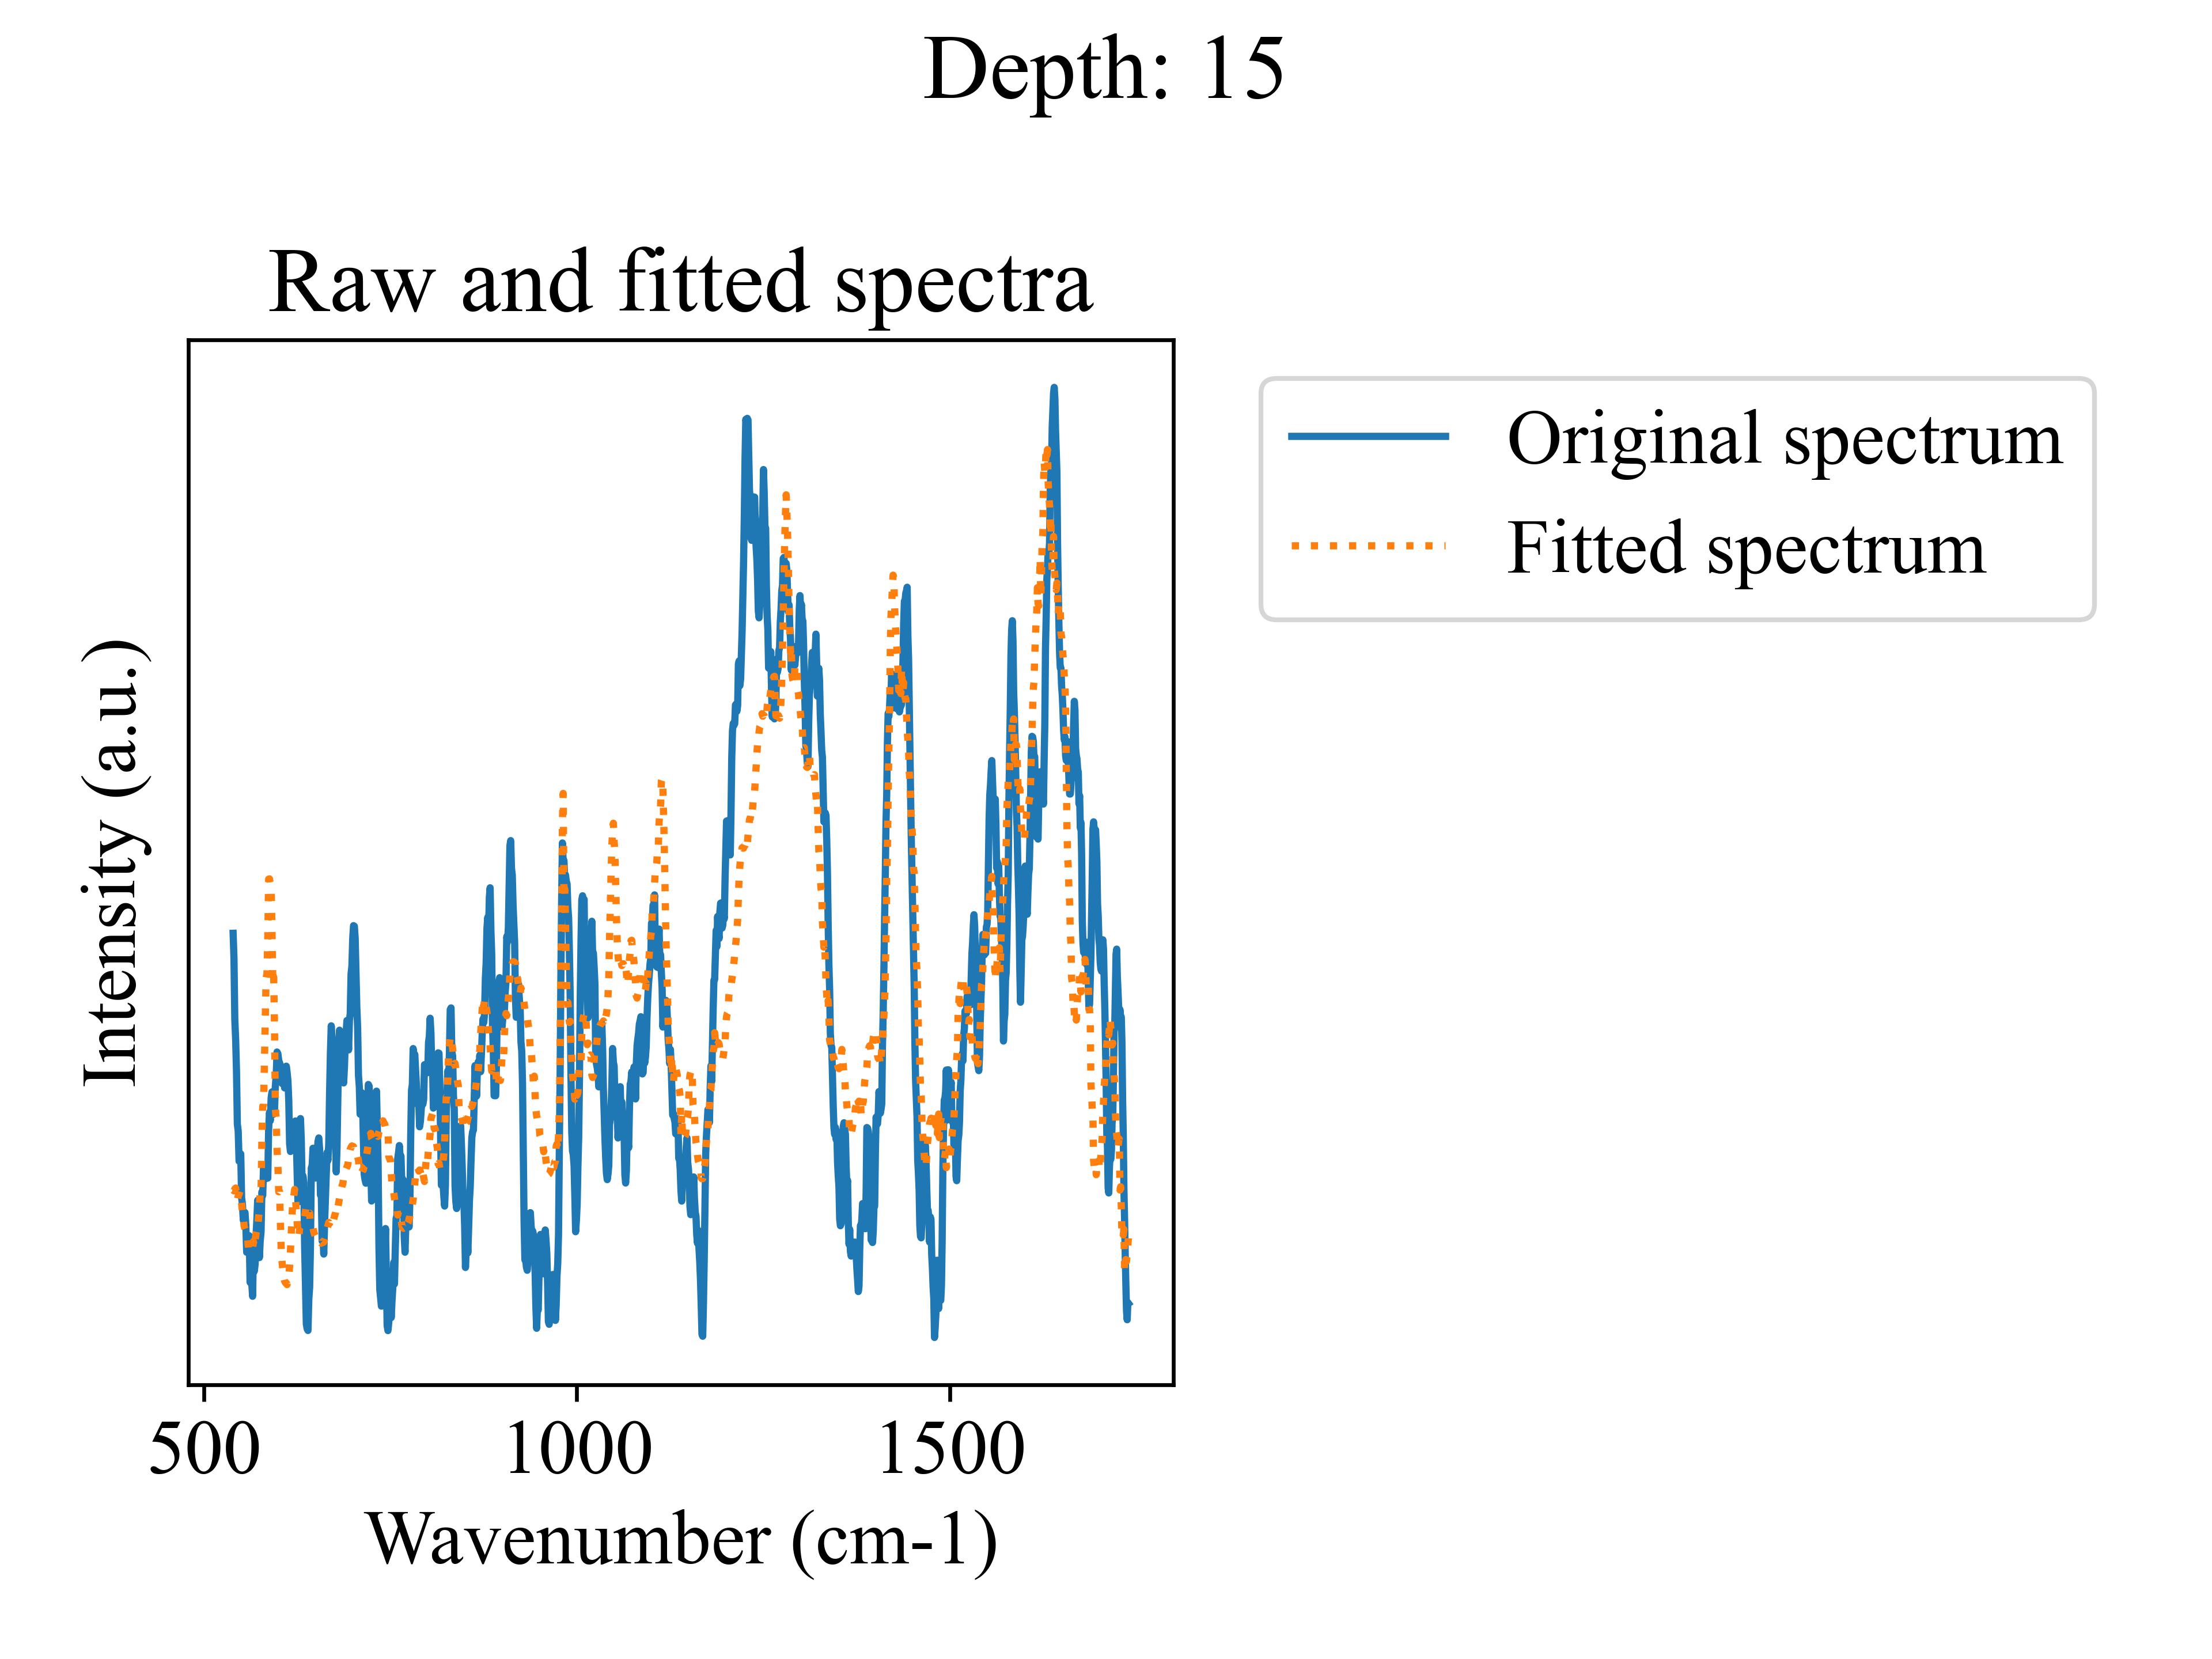 Depth: 15
Raw and fitted spectra
Original spectrum
Fitted spectrum
Intensity (a.u.)
500 1000 1500
Wavenumber (cm-1)